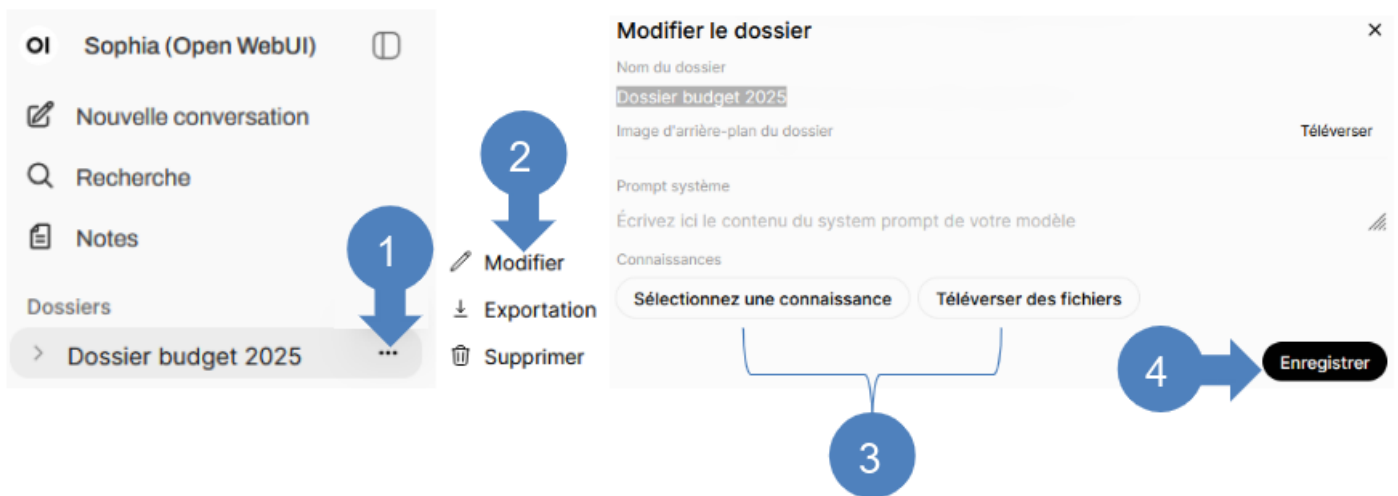 OI Sophia (Open WebUI)
Nouvelle conversation
Recherche
Notes
Dossiers
Dossier budget 2025 ...
1
2
Modifier
Exportation
Supprimer
Modifier le dossier
Nom du dossier
Dossier budget 2025
Image d'arrière-plan du dossier Téléverser
Prompt système
Écrivez ici le contenu du system prompt de votre modèle
Connaissances
Sélectionnez une connaissance Téléverser des fichiers
4 Enregistrer
3